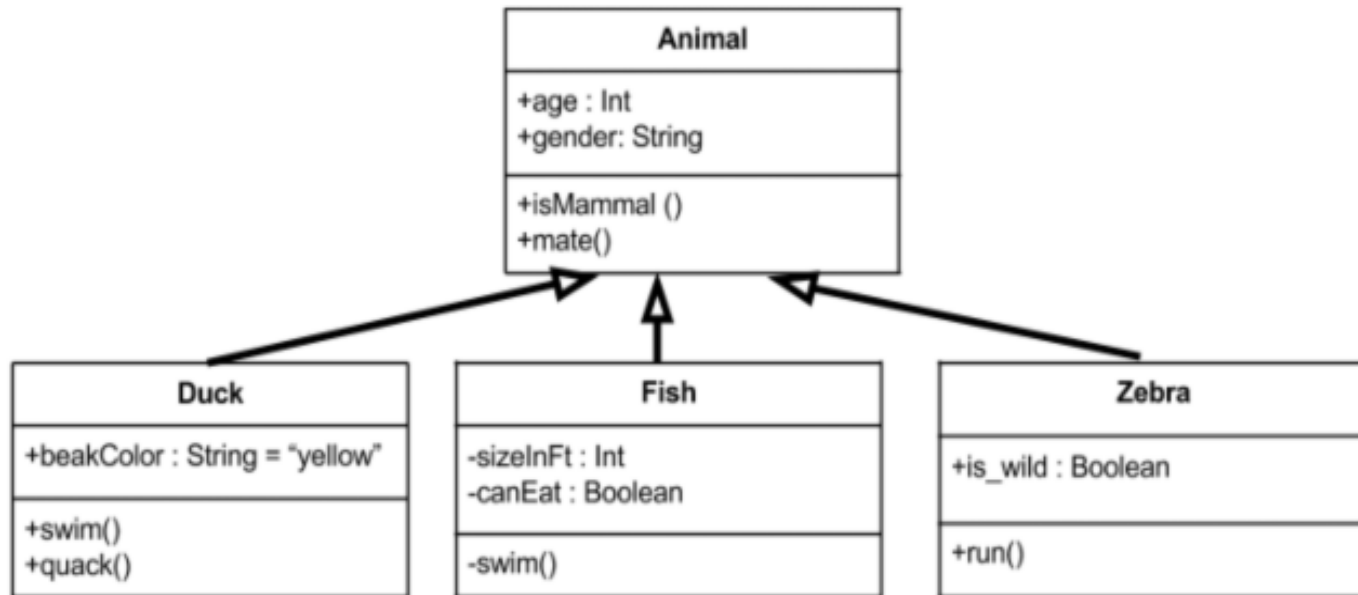 Animal
+age : Int
+gender: String
+isMammal ()
+mate()
Duck
+beakColor : String = “yellow”
+swim()
+quack()
Fish
-sizeInFt : Int
-canEat : Boolean
-swim()
Zebra
+is_wild : Boolean
+run()